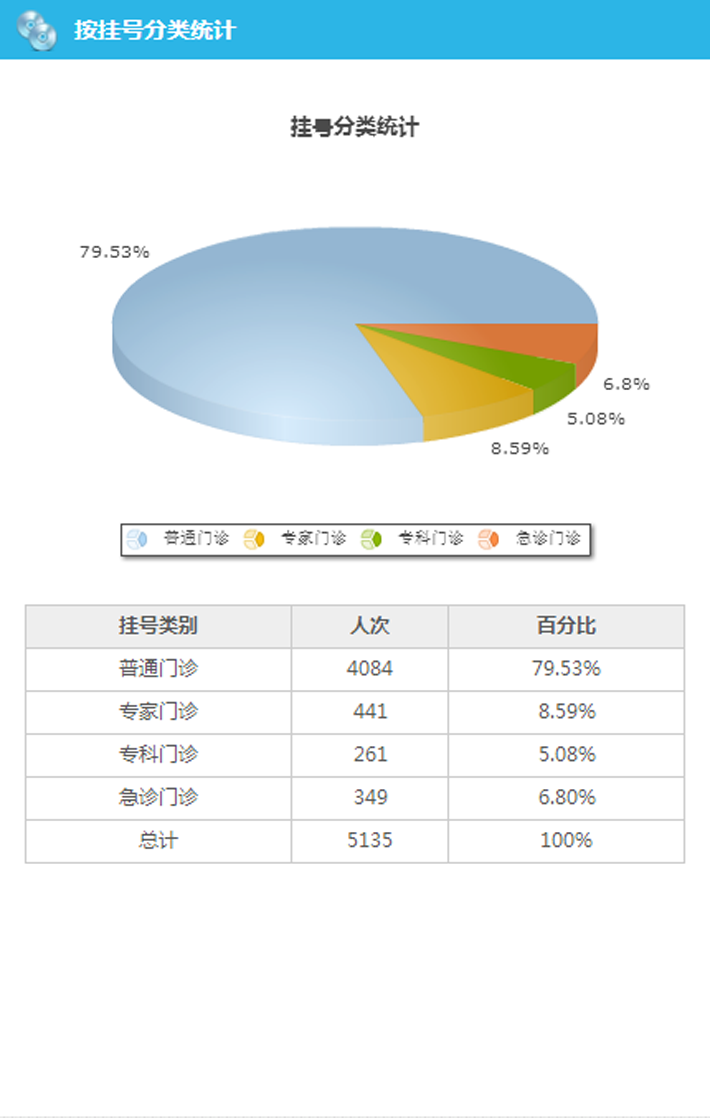 按挂号分类统计
挂号分类统计
79.53%
6.8%
5.08%
8.59%
普通门诊 专家门诊 专科门诊 急诊门诊
挂号类别 人次 百分比
普通门诊 4084 79.53%
专家门诊 441 8.59%
专科门诊 261 5.08%
急诊门诊 349 6.80%
总计 5135 100%